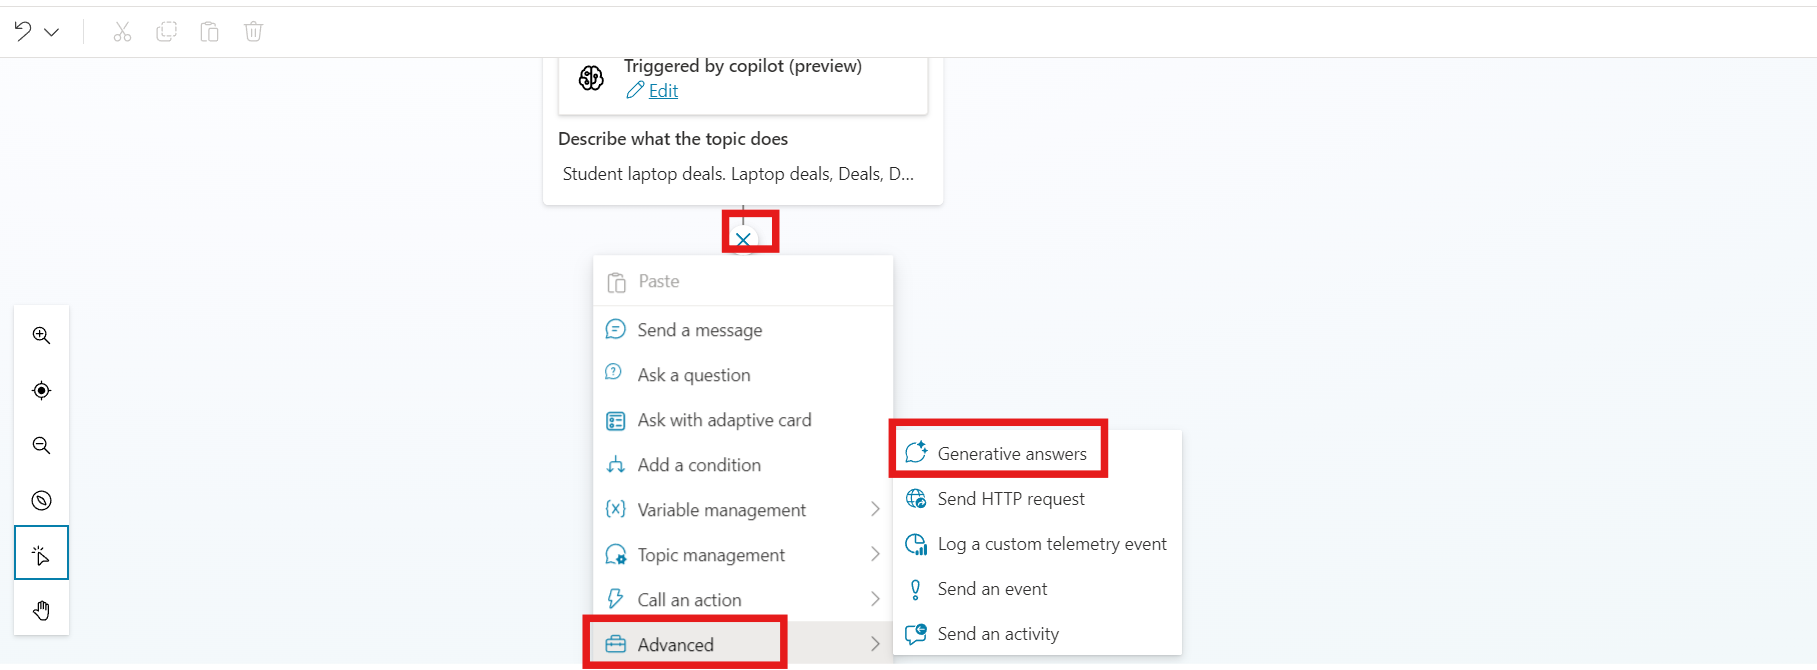 Triggered by copilot (preview)
Edit
Describe what the topic does
Student laptop deals. Laptop deals, Deals, D...
Paste
Send a message
Ask a question
Ask with adaptive card
Add a condition
Variable management
Topic management
Call an action
Advanced
Generative answers
Send HTTP request
Log a custom telemetry event
Send an event
Send an activity